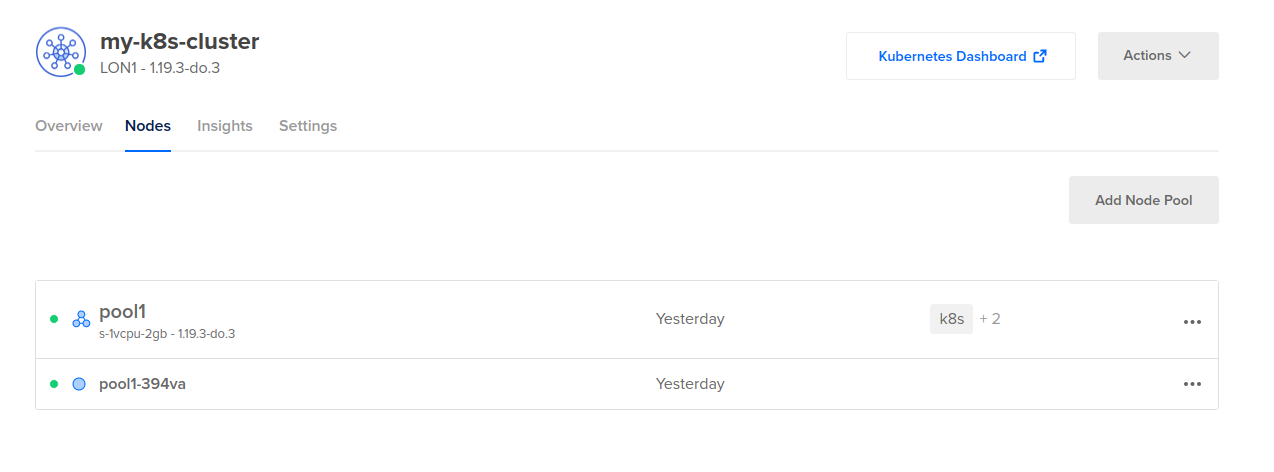 my-k8s-cluster
LON1 - 1.19.3-do.3
Kubernetes Dashboard
Actions
Overview Nodes Insights Settings
Add Node Pool
pool1 Yesterday k8s + 2
s-1vcpu-2gb - 1.19.3-do.3
pool1-394va Yesterday